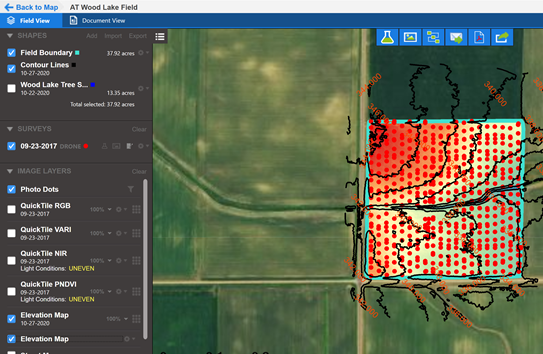 Back to Map
AT Wood Lake Field
Field View
Document View
SHAPES
Add
Import
Export
Field Boundary
37.92 acres
Contour Lines
10-27-2020
Wood Lake Tree S...
10-22-2020
13.35 acres
Total selected: 37.92 acres
SURVEYS
Clear
09-23-2017 DRONE
IMAGE LAYERS
Clear
Photo Dots
QuickTile RGB
100%
09-23-2017
QuickTile VARI
100%
09-23-2017
QuickTile NIR
100%
09-23-2017
Light Conditions: UNEVEN
QuickTile PNDVI
100%
09-23-2017
Light Conditions: UNEVEN
Elevation Map
100%
10-27-2020
Elevation Map